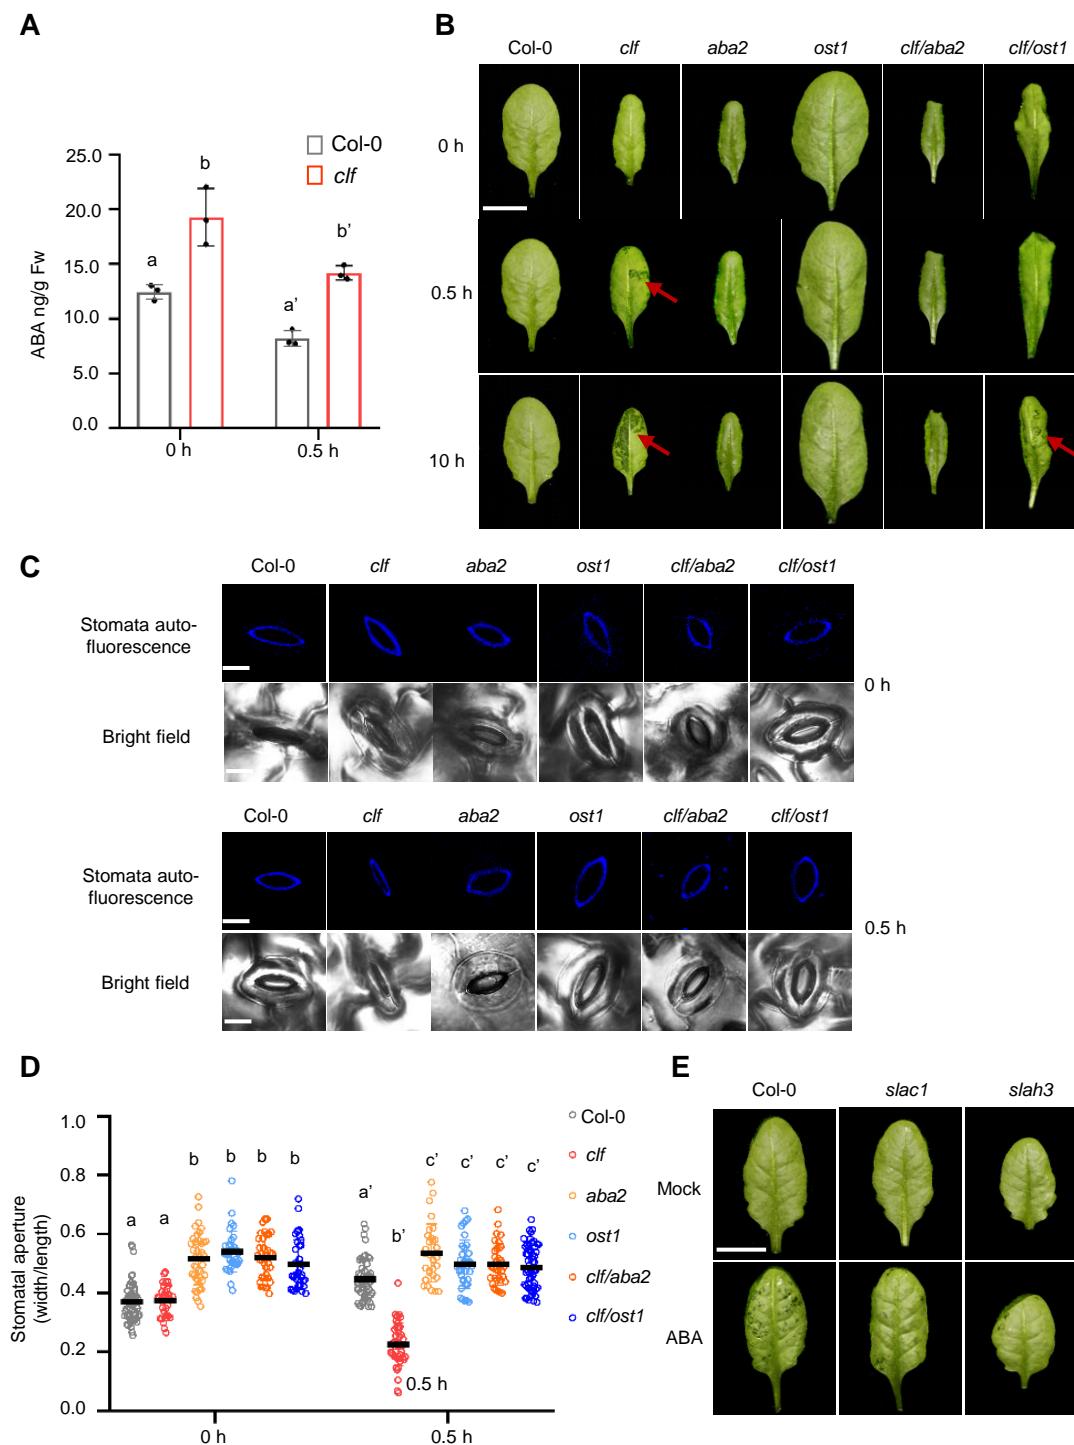 A
Col-0
clf
25.0
20.0
15.0
10.0
5.0
0.0
ABA ng/g Fw
a
b
a’
b’
0 h
0.5 h
B
Col-0
clf
aba2
ost1
clf/aba2
clf/ost1
0 h
0.5 h
10 h
C
Col-0
clf
aba2
ost1
clf/aba2
clf/ost1
Stomata auto-
fluorescence
0 h
Bright field
Col-0
clf
aba2
ost1
clf/aba2
clf/ost1
Stomata auto-
fluorescence
0.5 h
Bright field
D
1.0
0.8
0.6
0.4
0.2
0.0
Stomatal aperture
(width/length)
a
a
b
b
b
b
a’
b’
c’
c’
c’
c’
0.5 h
0 h
0.5 h
Col-0
clf
aba2
ost1
clf/aba2
clf/ost1
E
Col-0
slac1
slah3
Mock
ABA